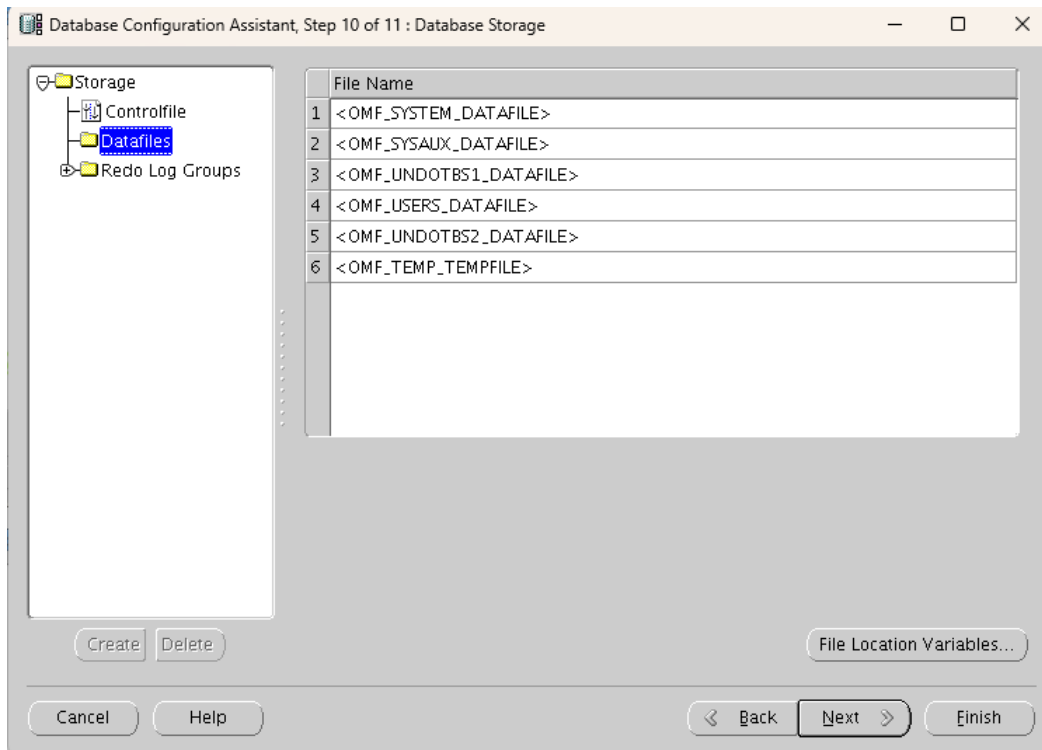 Database Configuration Assistant, Step 10 of 11 : Database Storage
Storage
Controlfile
Datafiles
Redo Log Groups
File Name
1 <OMF_SYSTEM_DATAFILE>
2 <OMF_SYSAUX_DATAFILE>
3 <OMF_UNDOTBS1_DATAFILE>
4 <OMF_USERS_DATAFILE>
5 <OMF_UNDOTBS2_DATAFILE>
6 <OMF_TEMP_TEMPFILE>
Create Delete
File Location Variables...
Cancel Help Back Next Finish